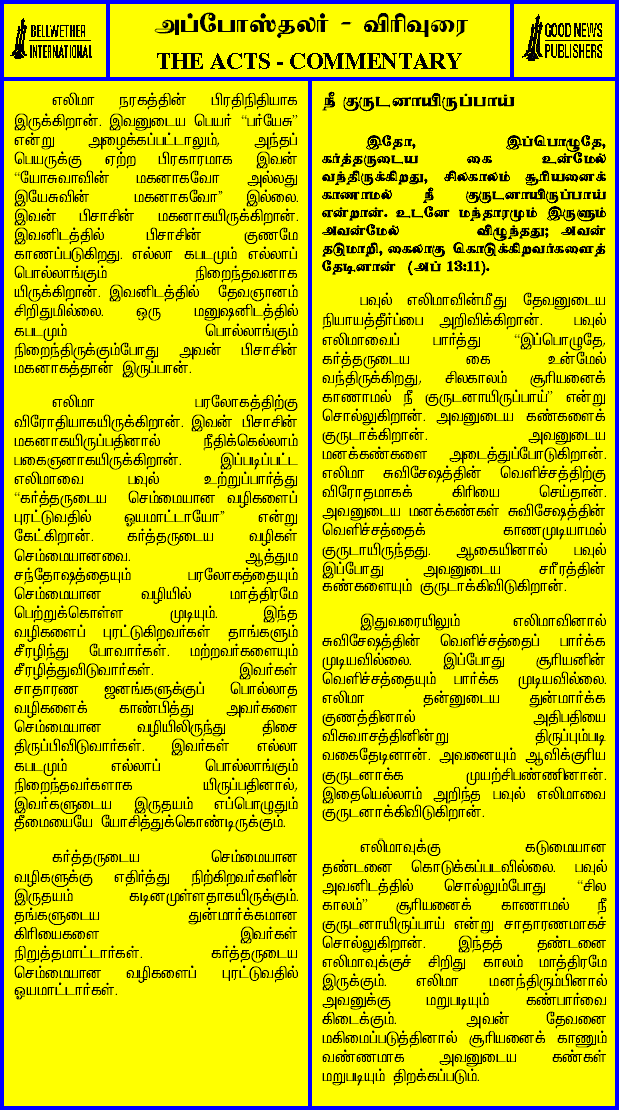 BELLWETHER
INTERNATIONAL
அப்போஸ்தலர் - விரிவுரை
THE ACTS - COMMENTARY
GOOD NEWS
PUBLISHERS
எலிமா நரகத்தின் பிரதிநிதியாக
இருக்கிறான். இவனுடைய பெயர் “பர்யேசு”
என்று அழைக்கப்பட்டாலும், அந்தப்
பெயருக்கு ஏற்ற பிரகாரமாக இவன்
“யோசுவாவின் மகனாகவோ அல்லது
இயேசுவின் மகனாகவோ” இல்லை.
இவன் பிசாசின் மகனாகயிருக்கிறான்.
இவனிடத்தில் பிசாசின் குணமே
காணப்படுகிறது. எல்லா கபடமும் எல்லாப்
பொல்லாங்கும் நிறைந்தவனாக
யிருக்கிறான். இவனிடத்தில் தேவஞானம்
சிறிதுமில்லை. ஒரு மனுஷனிடத்தில்
கபடமும் பொல்லாங்கும்
நிறைந்திருக்கும்போது அவன் பிசாசின்
மகனாகத்தான் இருப்பான்.
எலிமா பரலோகத்திற்கு
விரோதியாகயிருக்கிறான். இவன் பிசாசின்
மகனாயிருப்பதினால் நீதிக்கெல்லாம்
பகைஞனாகயிருக்கிறான். இப்படிப்பட்ட
எலிமாவை பவுல் உற்றுப்பார்த்து
“கர்த்தருடைய செம்மையான வழிகளைப்
புரட்டுவதில் ஓயமாட்டாயோ” என்று
கேட்கிறான். கர்த்தருடைய வழிகள்
செம்மையானவை. ஆத்தும
சந்தோஷத்தையும் பரலோகத்தையும்
செம்மையான வழியில் மாத்திரமே
பெற்றுக்கொள்ள முடியும். இந்த
வழிகளைப் புரட்டுகிறவர்கள் தாங்களும்
சீரழிந்து போவார்கள். மற்றவர்களையும்
சீரழித்துவிடுவார்கள். இவர்கள்
சாதாரண ஜனங்களுக்குப் பொல்லாத
வழிகளைக் காண்பித்து அவர்களை
செம்மையான வழியிலிருந்து திசை
திருப்பிவிடுவார்கள். இவர்கள் எல்லா
கபடமும் எல்லாப் பொல்லாங்கும்
நிறைந்தவர்களாக யிருப்பதினால்,
இவர்களுடைய இருதயம் எப்பொழுதும்
தீமையையே யோசித்துக்கொண்டிருக்கும்.
கர்த்தருடைய செம்மையான
வழிகளுக்கு எதிர்த்து நிற்கிறவர்களின்
இருதயம் கடினமுள்ளதாகயிருக்கும்.
தங்களுடைய துன்மார்க்கமான
கிரியைகளை இவர்கள்
நிறுத்தமாட்டார்கள். கர்த்தருடைய
செம்மையான வழிகளைப் புரட்டுவதில்
ஓயமாட்டார்கள்.
நீ குருடனாயிருப்பாய்
இதோ, இப்பொழுதே,
கர்த்தருடைய கை உன்மேல்
வந்திருக்கிறது, சிலகாலம் சூரியனைக்
காணாமல் நீ குருடனாயிருப்பாய்
என்றான். உடனே மந்தாரமும் இருளும்
அவன்மேல் விழுந்தது; அவன்
தடுமாறி, கைலாகு கொடுக்கிறவர்களைத்
தேடினான் (அப் 13:11).
பவுல் எலிமாவின்மீது தேவனுடைய
நியாயத்தீர்ப்பை அறிவிக்கிறான். பவுல்
எலிமாவைப் பார்த்து “இப்பொழுதே,
கர்த்தருடைய கை உன்மேல்
வந்திருக்கிறது, சிலகாலம் சூரியனைக்
காணாமல் நீ குருடனாயிருப்பாய்” என்று
சொல்லுகிறான். அவனுடைய கண்களைக்
குருடாக்கிறான். அவனுடைய
மனக்கண்களை அடைத்துப்போடுகிறான்.
எலிமா சுவிசேஷத்தின் வெளிச்சத்திற்கு
விரோதமாகக் கிரியை செய்தான்.
அவனுடைய மனக்கண்கள் சுவிசேஷத்தின்
வெளிச்சத்தைக் காணமுடியாமல்
குருடாயிருந்தது. ஆகையினால் பவுல்
இப்போது அவனுடைய சரீரத்தின்
கண்களையும் குருடாக்கிவிடுகிறான்.
இதுவரையிலும் எலிமாவினால்
சுவிசேஷத்தின் வெளிச்சத்தைப் பார்க்க
முடியவில்லை. இப்போது சூரியனின்
வெளிச்சத்தையும் பார்க்க முடியவில்லை.
எலிமா தன்னுடைய துன்மார்க்க
குணத்தினால் அதிபதியை
விசுவாசத்தினின்று திருப்பும்படி
வகைதேடினான். அவனையும் ஆவிக்குரிய
குருடனாக்க முயற்சிபண்ணினான்.
இதையெல்லாம் அறிந்த பவுல் எலிமாவை
குருடனாக்கிவிடுகிறான்.
எலிமாவுக்கு கடுமையான
தண்டனை கொடுக்கப்படவில்லை. பவுல்
அவனிடத்தில் சொல்லும்போது “சில
காலம்” சூரியனைக் காணாமல் நீ
குருடனாயிருப்பாய் என்று சாதாரணமாகச்
சொல்லுகிறான். இந்தத் தண்டனை
எலிமாவுக்குச் சிறிது காலம் மாத்திரமே
இருக்கும். எலிமா மனந்திரும்பினால்
அவனுக்கு மறுபடியும் கண்பார்வை
கிடைக்கும். அவன் தேவனை
மகிமைப்படுத்தினால் சூரியனைக் காணும்
வண்ணமாக அவனுடைய கண்கள்
மறுபடியும் திறக்கப்படும்.